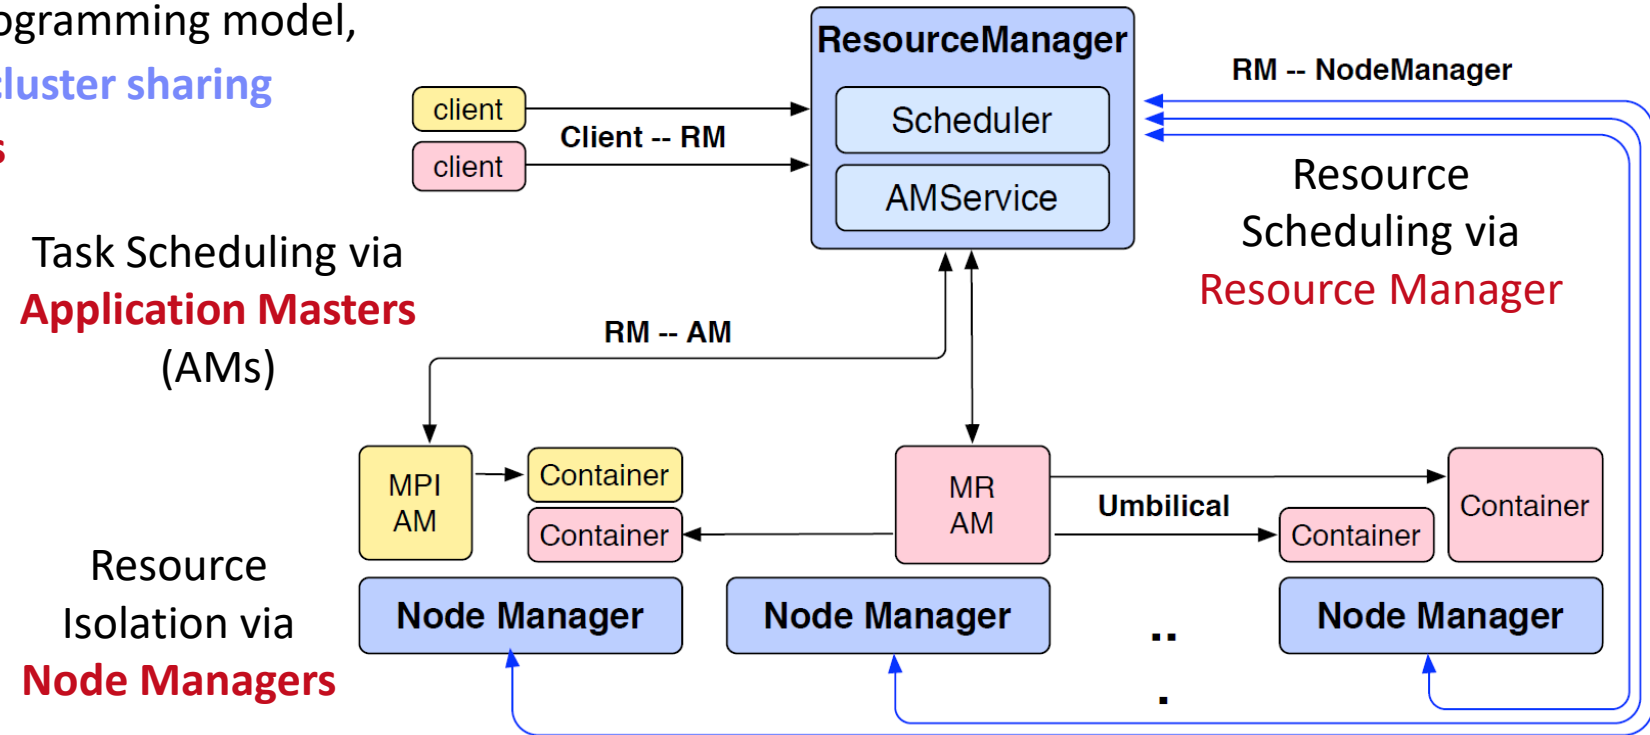 programming model,
cluster sharing
ResourceManager
RM -- NodeManager
client
Scheduler
Client -- RM
client
AMService
Resource
Scheduling via
Resource Manager
Task Scheduling via
Application Masters
(AMs)
RM -- AM
MPI
AM
Container
Container
MR
AM
Umbilical
Container
Container
Resource
Isolation via
Node Managers
Node Manager
Node Manager
..
.
Node Manager